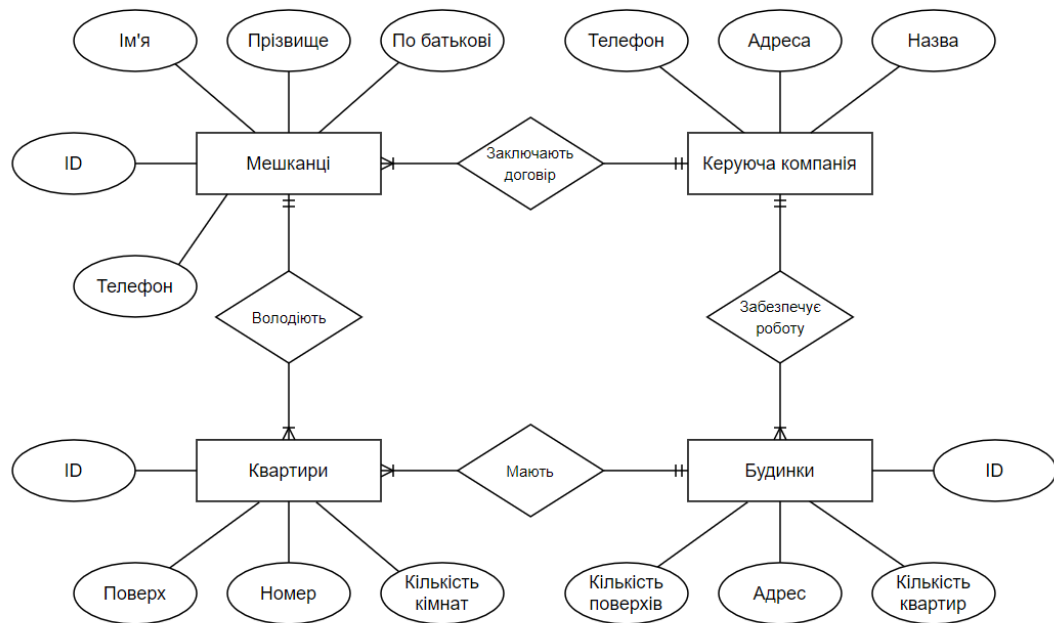 Ім'я
Прізвище
По батькові
Телефон
Адреса
Назва
ID
Мешканці
Заключають
договір
Керуюча компанія
Телефон
Володіють
Забезпечує
роботу
ID
Квартири
Мають
Будинки
ID
Поверх
Номер
Кількість
кімнат
Кількість
поверхів
Адрес
Кількість
квартир